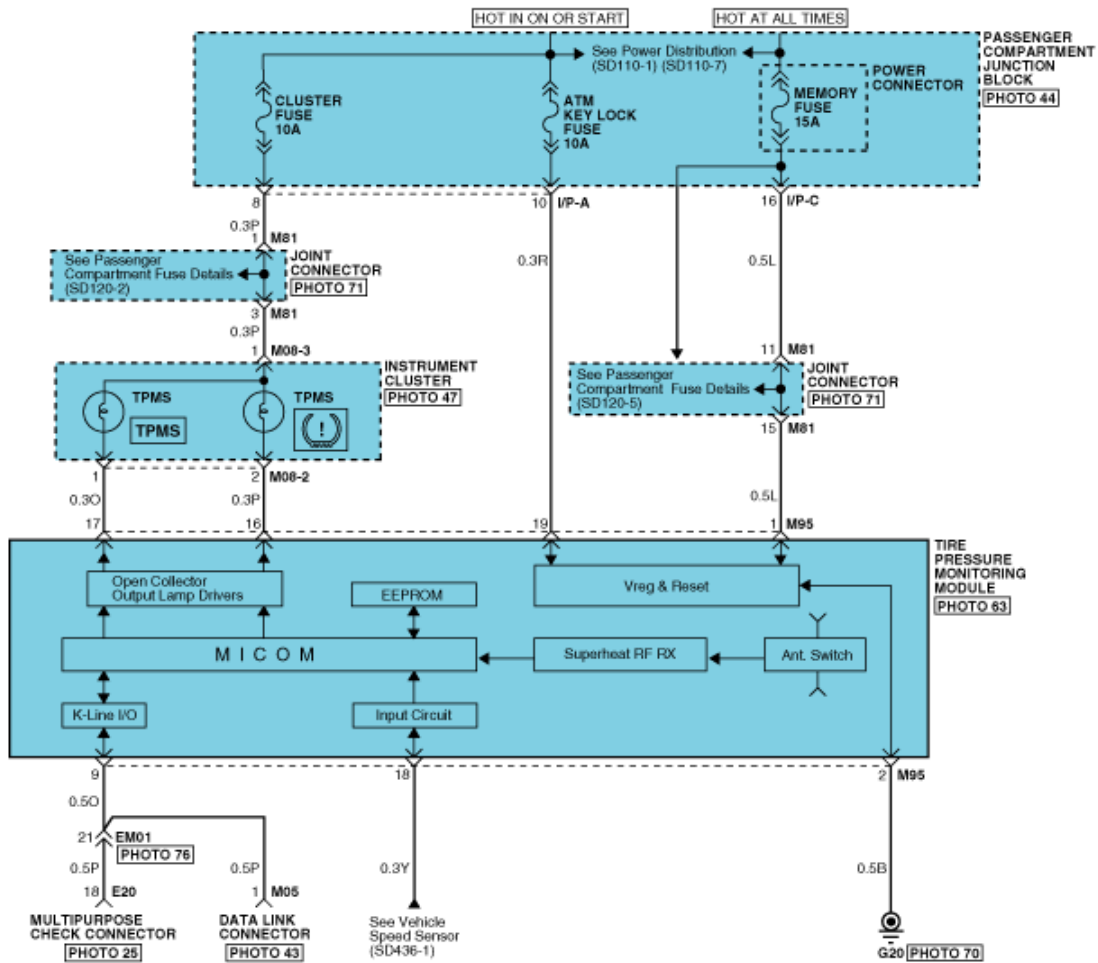 HOT IN ON OR START
HOT AT ALL TIMES
PASSENGER
COMPARTMENT
JUNCTION
BLOCK
PHOTO 44
See Power Distribution
(SD110-1) (SD110-7)
POWER
CONNECTOR
CLUSTER
FUSE
10A
ATM
KEY LOCK
FUSE
10A
MEMORY
FUSE
15A
8
10
I/P-A
16
I/P-C
0.3P
1
M81
0.3R
0.5L
See Passenger
Compartment Fuse Details
(SD120-2)
JOINT
CONNECTOR
PHOTO 71
3
M81
0.3P
1
M08-3
11
M81
INSTRUMENT
CLUSTER
PHOTO 47
TPMS
TPMS
TPMS
!
See Passenger
Compartment Fuse Details
(SD120-5)
JOINT
CONNECTOR
PHOTO 71
15
M81
1
2
M08-2
0.3O
0.3P
0.5L
17
16
19
1
M95
TIRE
PRESSURE
MONITORING
MODULE
PHOTO 63
Open Collector
Output Lamp Drivers
EEPROM
Vreg & Reset
MICOM
Superheat RF RX
Ant. Switch
K-Line I/O
Input Circuit
9
18
2
M95
0.5O
21
EM01
PHOTO 76
0.5P
0.5P
0.3Y
0.5B
18
E20
1
M05
MULTIPURPOSE
CHECK CONNECTOR
PHOTO 25
DATA LINK
CONNECTOR
PHOTO 43
See Vehicle
Speed Sensor
(SD436-1)
G20
PHOTO 70